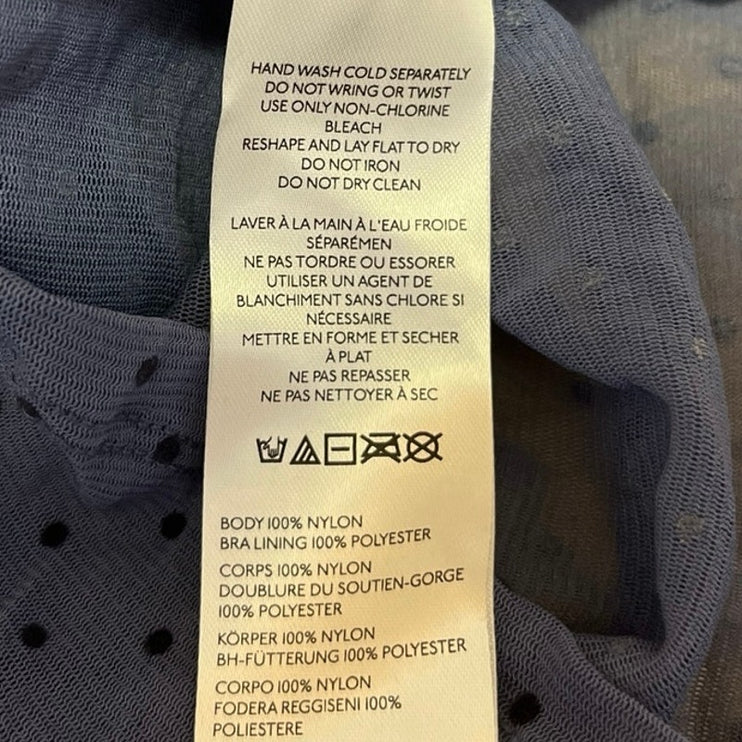 HAND WASH COLD SEPARATELY
DO NOT WRING OR TWIST
USE ONLY NON-CHLORINE
BLEACH
RESHAPE AND LAY FLAT TO DRY
DO NOT IRON
DO NOT DRY CLEAN
LAVER À LA MAIN À L'EAU FROIDE
SÉPARÉMEN
NE PAS TORDRE OU ESSORER
UTILISER UN AGENT DE
BLANCHIMENT SANS CHLORE SI
NÉCESSAIRE
METTRE EN FORME ET SECHER
À PLAT
NE PAS REPASSER
NE PAS NETTOYER À SEC
BODY 100% NYLON
BRA LINING 100% POLYESTER
CORPS 100% NYLON
DOUBLURE DU SOUTIEN-GORGE
100% POLYESTER
KÖRPER 100% NYLON
BH-FÜTTERUNG 100% POLYESTER
CORPO 100% NYLON
FODERA REGGISENI 100%
POLIESTERE